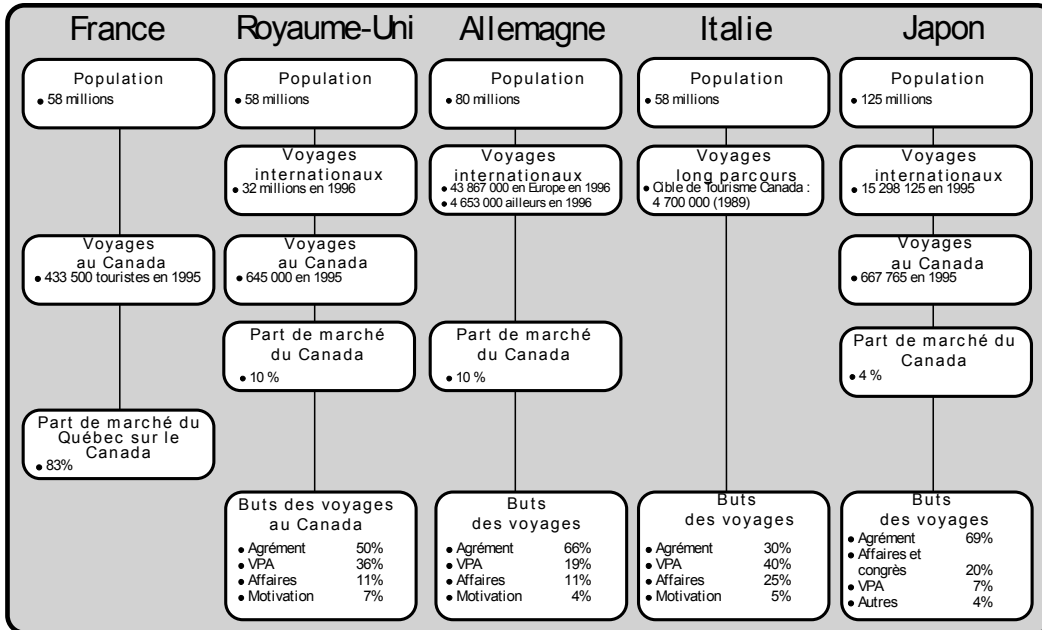 France
Population
• 58 millions
Voyages
au Canada
• 433 500 touristes en 1995
Part de marché du
Québec sur le
Canada
• 83%
Royaume-Uni
Population
• 58 millions
Voyages
internationaux
• 32 millions en 1996
Voyages
au Canada
• 645 000 en 1995
Part de marché
du Canada
• 10 %
Buts des voyages
au Canada
• Agrément 50%
• VPA 36%
• Affaires 11%
• Motivation 7%
Allemagne
Population
• 80 millions
Voyages
internationaux
• 43 867 000 en Europe en 1996
• 4 653 000 ailleurs en 1996
Part de marché
du Canada
• 10 %
Buts
des voyages
• Agrément 66%
• VPA 19%
• Affaires 11%
• Motivation 4%
Italie
Population
• 58 millions
Voyages
long parcours
• Cible de Tourisme Canada :
4 700 000 (1989)
Buts
des voyages
• Agrément 30%
• VPA 40%
• Affaires 25%
• Motivation 5%
Japon
Population
• 125 millions
Voyages
internationaux
• 15 298 125 en 1995
Voyages
au Canada
• 667 765 en 1995
Part de marché du
Canada
• 4 %
Buts
des voyages
• Agrément 69%
• Affaires et
congrès 20%
• VPA 7%
• Autres 4%